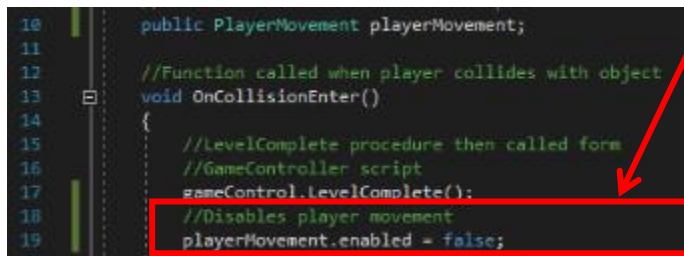 10 public PlayerMovement playerMovement;
11
12 //Function called when player collides with object
13 void OnCollisionEnter()
14 {
15 //LevelComplete procedure then called form
16 //GameController script
17 gameControl.LevelComplete();
18 //Disables player movement
19 playerMovement.enabled = false;